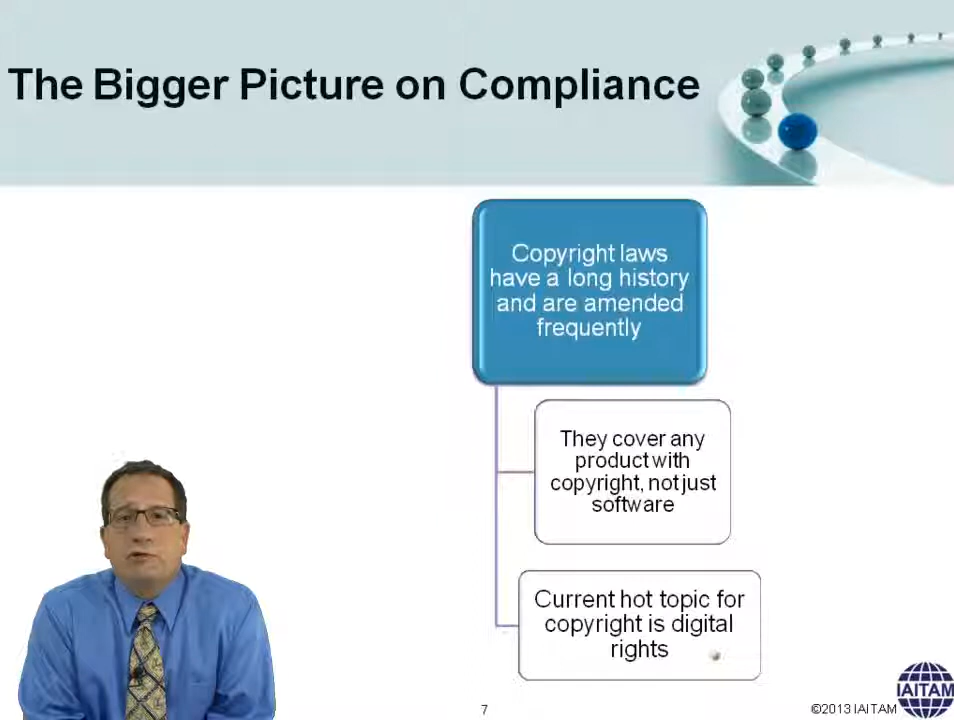 The Bigger Picture on Compliance
Copyright laws
have a long history
and are amended
frequently
They cover any
product with
copyright, not just
software
Current hot topic for
copyright is digital
rights
7
©2013 IAITAM
IAITAM